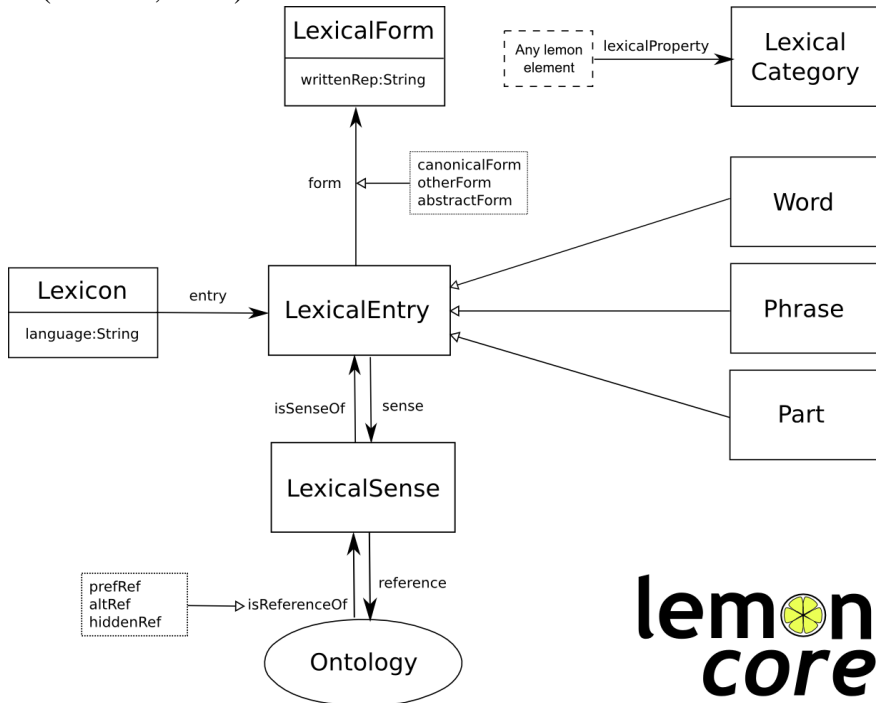 LexicalForm
writtenRep:String
Any lemon
element
lexicalProperty
Lexical
Category
form
canonicalForm
otherForm
abstractForm
Word
Lexicon
language:String
entry
LexicalEntry
Phrase
Part
isSenseOf
sense
LexicalSense
prefRef
altRef
hiddenRef
isReferenceOf
reference
Ontology
lemon
core